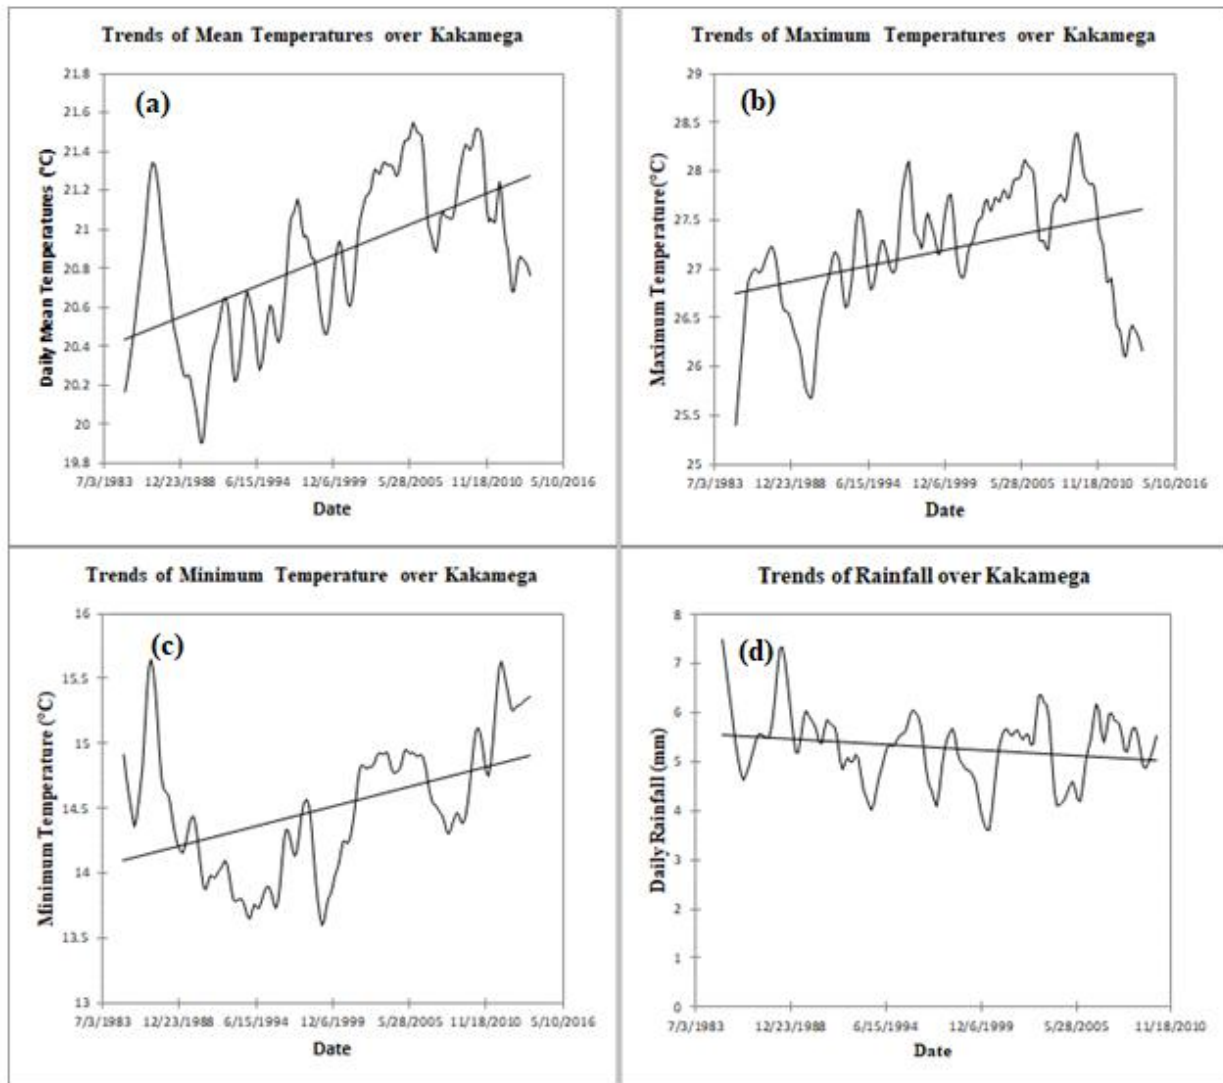 Trends of Mean Temperatures over Kakamega
(a)
Daily Mean Temperatures (°C)
21.8
21.6
21.4
21.2
21
20.8
20.6
20.4
20.2
20
19.8
7/3/1983 12/23/1988 6/15/1994 12/6/1999 5/28/2005 11/18/2010 5/10/2016
Date
Trends of Maximum Temperatures over Kakamega
(b)
Maximum Temperature(°C)
29
28.5
28
27.5
27
26.5
26
25.5
25
7/3/1983 12/23/1988 6/15/1994 12/6/1999 5/28/2005 11/18/2010 5/10/2016
Date
Trends of Minimum Temperature over Kakamega
(c)
Minimum Temperature (°C)
16
15.5
15
14.5
14
13.5
13
7/3/1983 12/23/1988 6/15/1994 12/6/1999 5/28/2005 11/18/2010 5/10/2016
Date
Trends of Rainfall over Kakamega
(d)
Daily Rainfall (mm)
8
7
6
5
4
3
2
1
0
7/3/1983 12/23/1988 6/15/1994 12/6/1999 5/28/2005 11/18/2010
Date